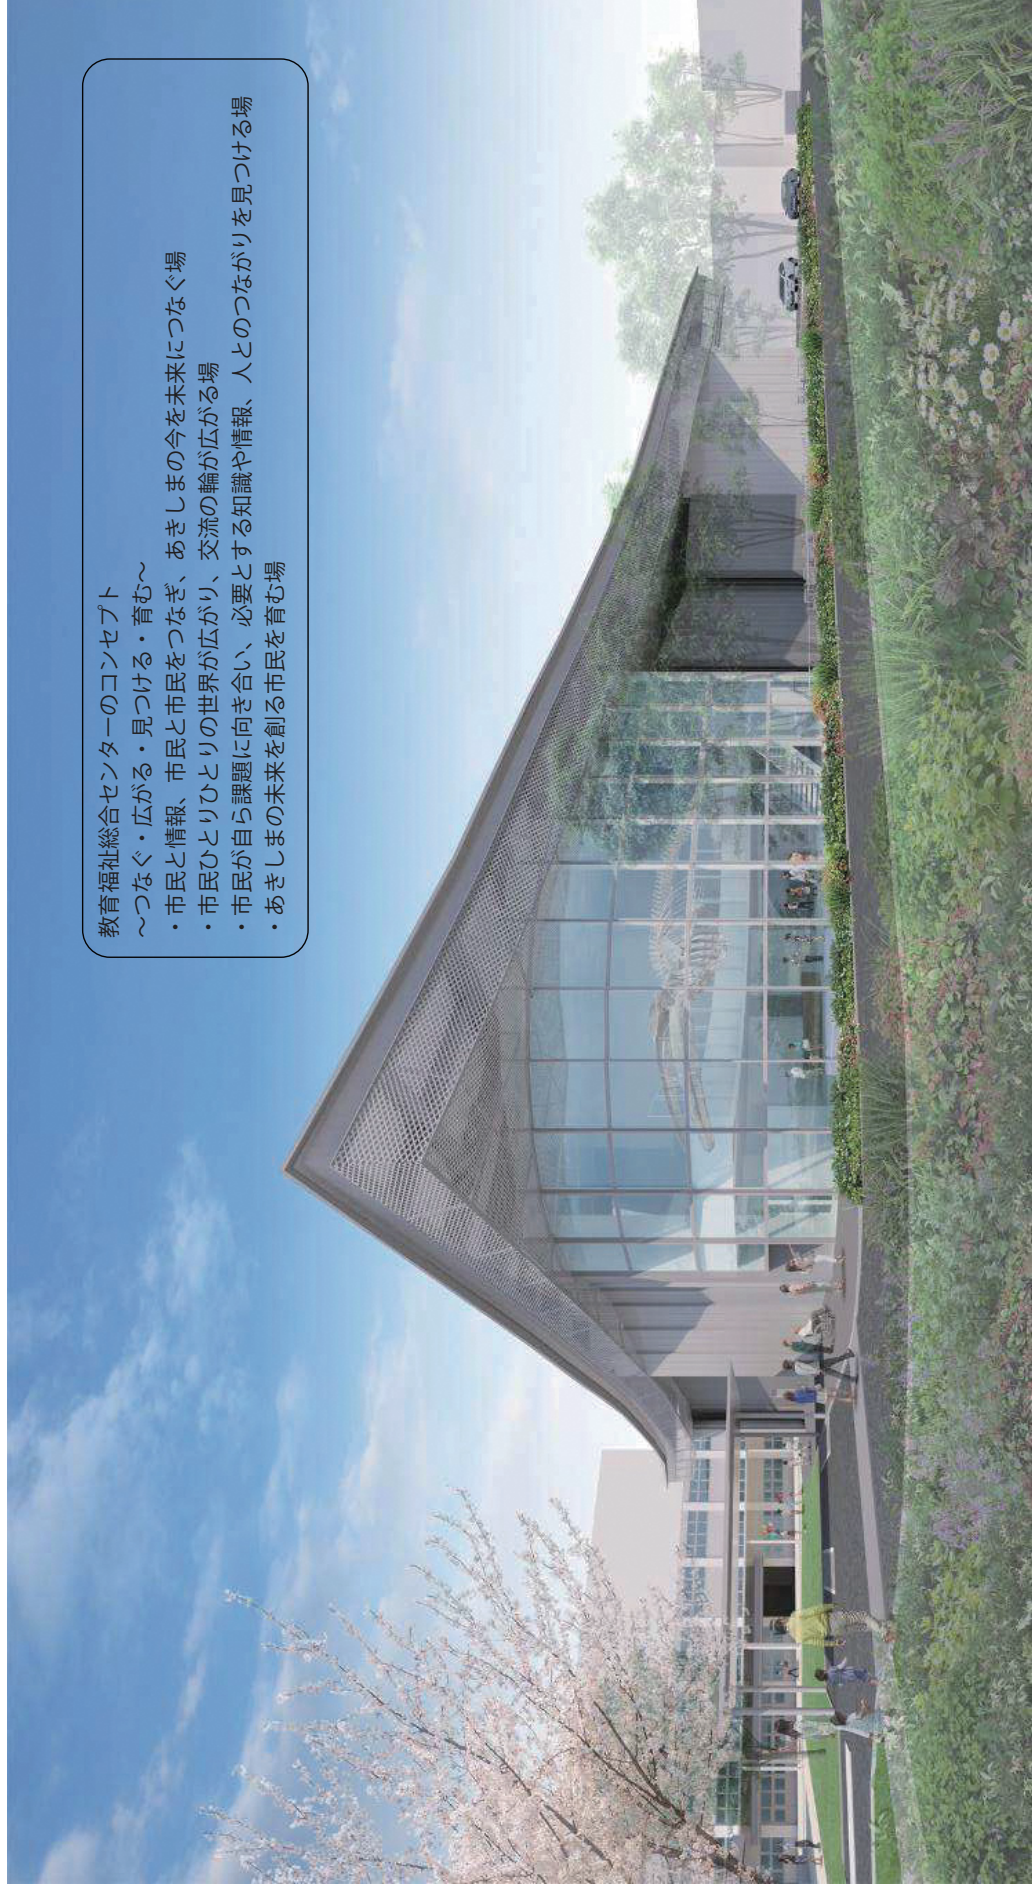 教育福祉総合センターのコンセプト
～つなぐ・広がる・見つける・育む～
・市民と情報、市民と市民をつなぎ、あきしまの今を未来につなぐ場
・市民ひとりひとりの世界が広がり、交流の輪が広がる場
・市民が自ら課題に向き合い、必要とする知識や情報、人とのつながりを見つける場
・あきしまの未来を創る市民を育む場